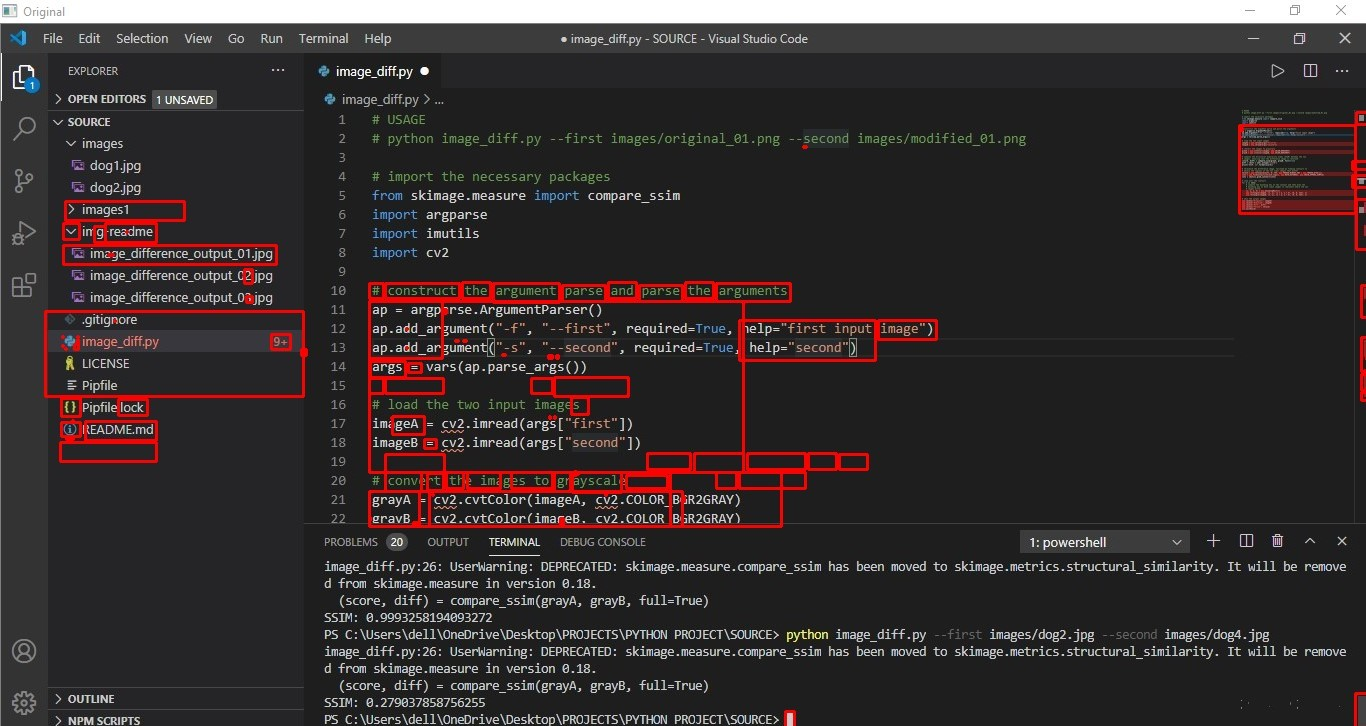 Original
File Edit Selection View Go Run Terminal Help
● image_diff.py - SOURCE - Visual Studio Code
EXPLORER ···
1
OPEN EDITORS 1 UNSAVED
SOURCE
images
dog1.jpg
dog2.jpg
images1
img-readme
image_difference_output_01.jpg
image_difference_output_02.jpg
image_difference_output_03.jpg
.gitignore
image_diff.py 9+
LICENSE
Pipfile
Pipfile.lock
README.md
OUTLINE
NPM SCRIPTS
image_diff.py ●
image_diff.py > ...
1 # USAGE
2 # python image_diff.py --first images/original_01.png --second images/modified_01.png
3
4 # import the necessary packages
5 from skimage.measure import compare_ssim
6 import argparse
7 import imutils
8 import cv2
9
10 # construct the argument parse and parse the arguments
11 ap = argparse.ArgumentParser()
12 ap.add_argument("-f", "--first", required=True, help="first input image")
13 ap.add_argument("-s", "--second", required=True, help="second")
14 args = vars(ap.parse_args())
15
16 # load the two input images
17 imageA = cv2.imread(args["first"])
18 imageB = cv2.imread(args["second"])
19
20 # convert the images to grayscale
21 grayA = cv2.cvtColor(imageA, cv2.COLOR_BGR2GRAY)
22 grayB = cv2.cvtColor(imageB, cv2.COLOR_BGR2GRAY)
PROBLEMS 20 OUTPUT TERMINAL DEBUG CONSOLE 1: powershell
image_diff.py:26: UserWarning: DEPRECATED: skimage.measure.compare_ssim has been moved to skimage.metrics.structural_similarity. It will be remove
d from skimage.measure in version 0.18.
(score, diff) = compare_ssim(grayA, grayB, full=True)
SSIM: 0.9993258194093272
PS C:\Users\dell\OneDrive\Desktop\PROJECTS\PYTHON PROJECT\SOURCE> python image_diff.py --first images/dog2.jpg --second images/dog4.jpg
image_diff.py:26: UserWarning: DEPRECATED: skimage.measure.compare_ssim has been moved to skimage.metrics.structural_similarity. It will be remove
d from skimage.measure in version 0.18.
(score, diff) = compare_ssim(grayA, grayB, full=True)
SSIM: 0.279037858756255
PS C:\Users\dell\OneDrive\Desktop\PROJECTS\PYTHON PROJECT\SOURCE>